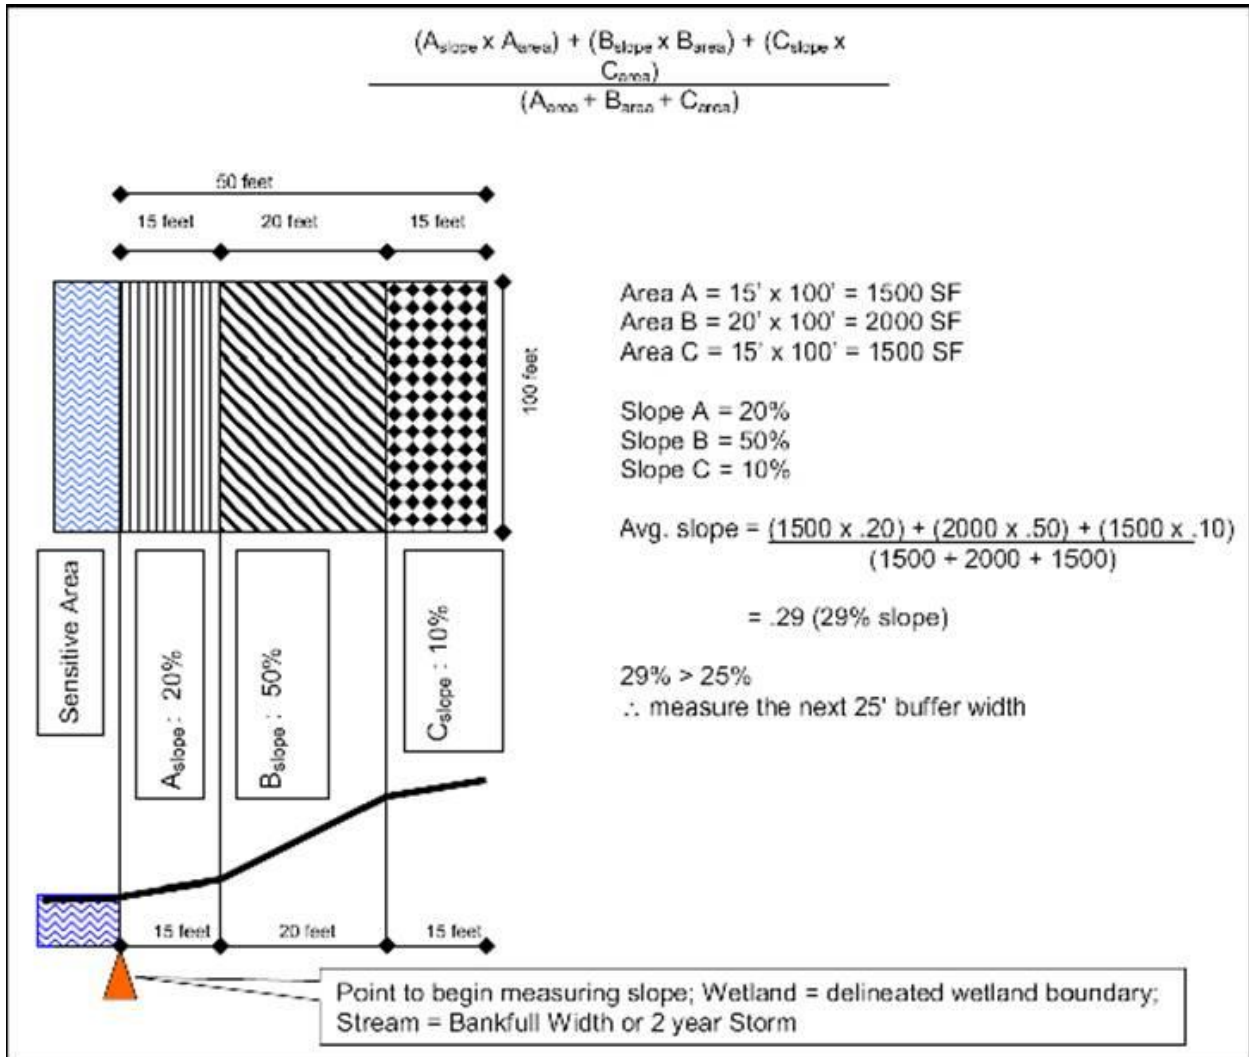 (Aslope x Aarea) + (Bslope x Barea) + (Cslope x
Carea)
(Aarea + Barea + Carea)
50 feet
15 feet 20 feet 15 feet
100 feet
Area A = 15' x 100' = 1500 SF
Area B = 20' x 100' = 2000 SF
Area C = 15' x 100' = 1500 SF
Slope A = 20%
Slope B = 50%
Slope C = 10%
Avg. slope = (1500 x .20) + (2000 x .50) + (1500 x .10)
(1500 + 2000 + 1500)
= .29 (29% slope)
29% > 25%
∴ measure the next 25' buffer width
Sensitive Area
Aslope : 20%
Bslope : 50%
Cslope : 10%
15 feet 20 feet 15 feet
Point to begin measuring slope; Wetland = delineated wetland boundary;
Stream = Bankfull Width or 2 year Storm